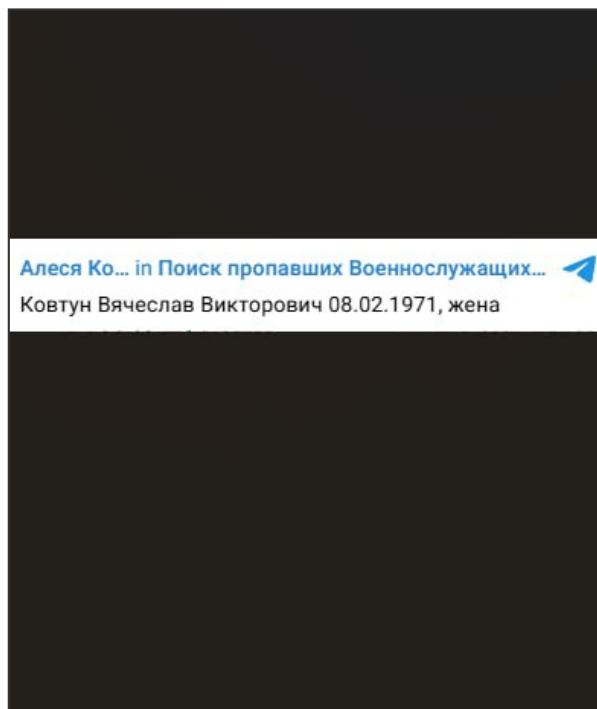 Алеся Ко... in Поиск пропавших Военнослужащих...
Ковтун Вячеслав Викторович 08.02.1971, жена